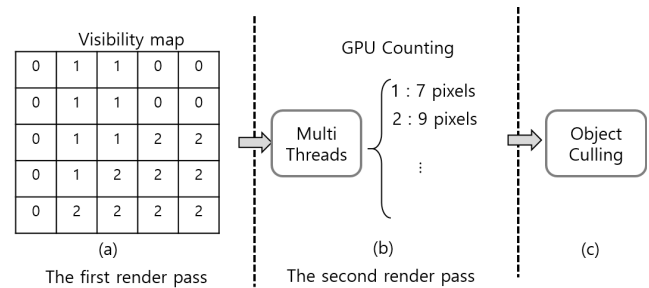 Visibility map
0 1 1 0 0
0 1 1 0 0
0 1 1 2 2
0 1 2 2 2
0 2 2 2 2
GPU Counting
Multi
Threads
1 : 7 pixels
2 : 9 pixels
⋮
Object
Culling
(a)
The first render pass
(b)
The second render pass
(c)